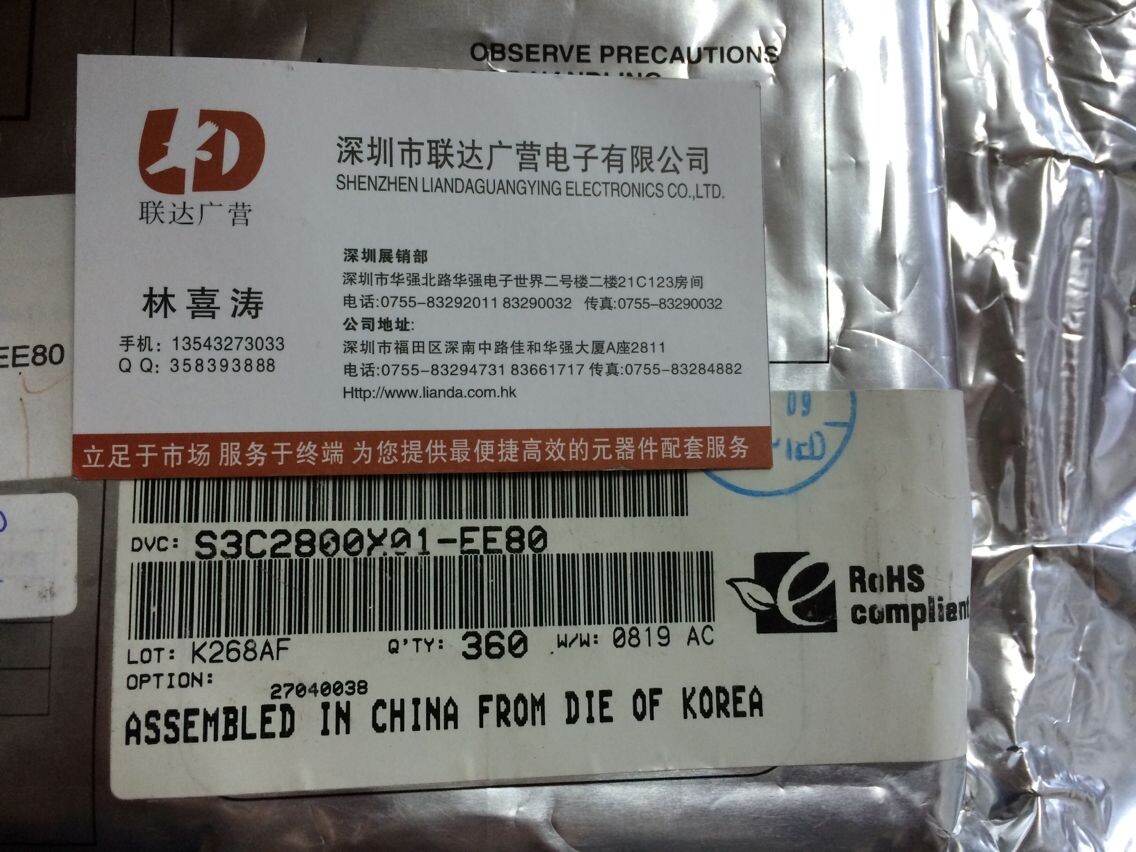 OBSERVE PRECAUTIONS
HANDLING
LD
联达广营
深圳市联达广营电子有限公司
SHENZHEN LIANDAGUANGYING ELECTRONICS CO.,LTD.
林喜涛
手机：13543273033
Q Q：358393888
深圳展销部
深圳市华强北路华强电子世界二号楼二楼21C123房间
电话:0755-83292011 83290032 传真:0755-83290032
公司地址:
深圳市福田区深南中路佳和华强大厦A座2811
电话:0755-83294731 83661717 传真:0755-83284882
Http://www.lianda.com.hk
立足于市场 服务于终端 为您提供最便捷高效的元器件配套服务
EE80
09
DVC: S3C2800X01-EE80
LOT: K268AF Q'TY: 360 W/W: 0819 AC
OPTION: 27040038
ASSEMBLED IN CHINA FROM DIE OF KOREA
e RoHS
compliant